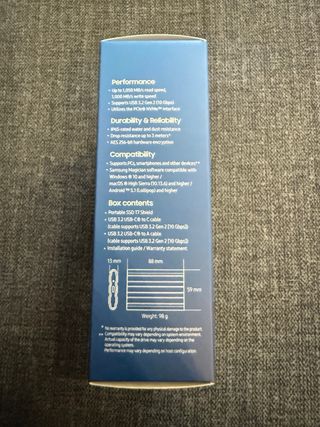 Performance
• Up to 1,050 MB/s read speed,
1,000 MB/s write speed
• Supports USB 3.2 Gen 2 (10 Gbps)
• Utilizes the PCIe® NVMe™ interface
Durability & Reliability
• IP65-rated water and dust resistance
• Drop resistance up to 3 meters*
• AES 256-bit hardware encryption
Compatibility
• Supports PCs, smartphones and other devices**
• Samsung Magician software compatible with
Windows ® 10 and higher /
macOS ® High Sierra (10.13.6) and higher /
Android ™ 5.1 (Lollipop) and higher
Box contents
• Portable SSD T7 Shield
• USB 3.2 USB-C® to C cable
(cable supports USB 3.2 Gen 2 [10 Gbps])
• USB 3.2 USB-C® to A cable
(cable supports USB 3.2 Gen 2 [10 Gbps])
• Installation guide / Warranty statement
13 mm 88 mm
59 mm
Weight: 98 g
* No warranty is provided for any physical damage to the product.
** Compatibility may vary depending on system environment.
Actual capacity of the drive may vary depending on the
operating system.
Performance may vary depending on host configuration